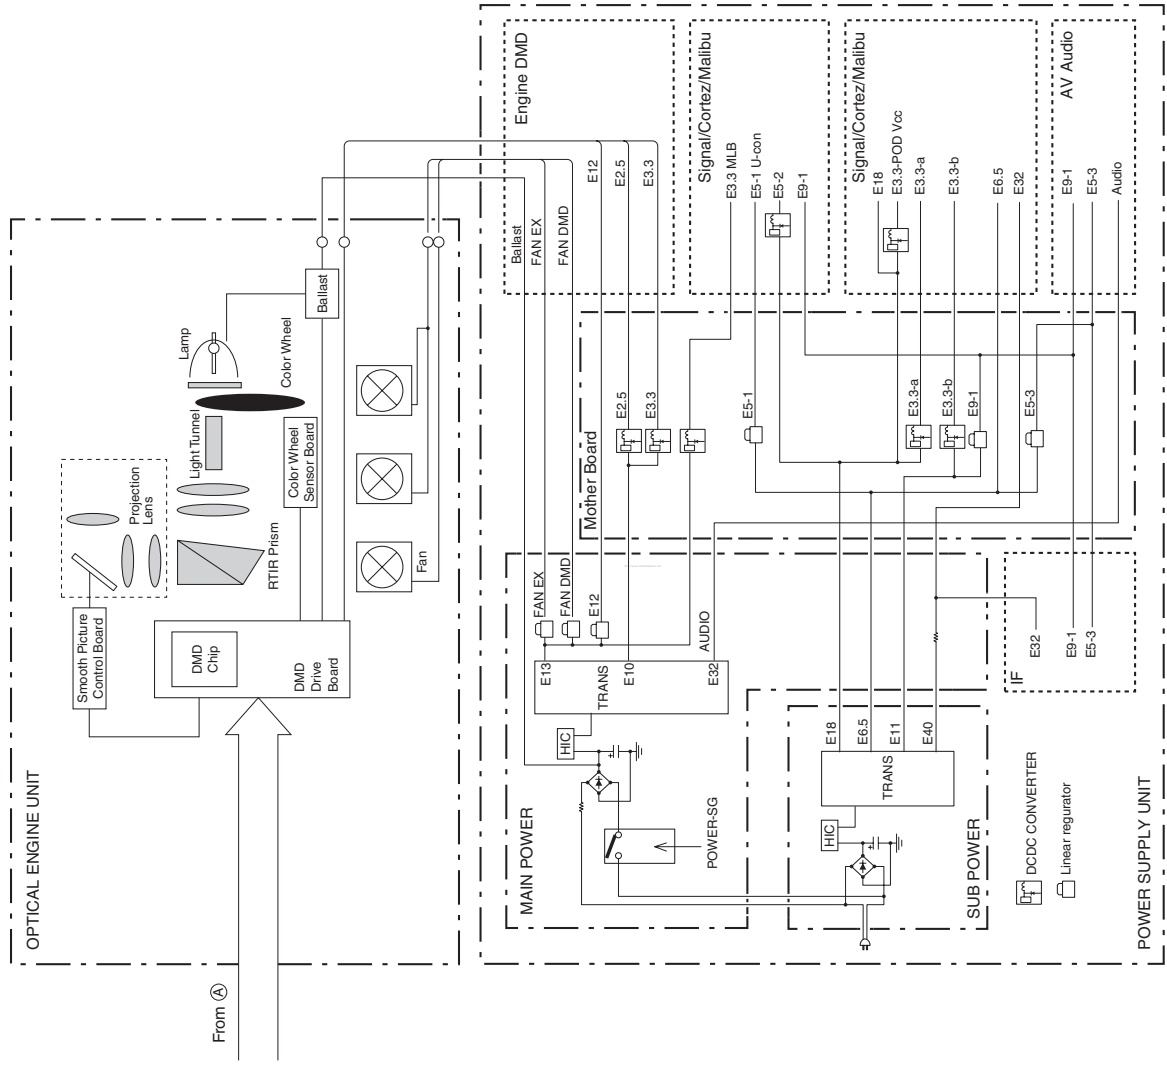 OPTICAL ENGINE UNIT
From A
Smooth Picture
Control Board
DMD
Chip
DMD
Drive
Board
Projection
Lens
RTIR Prism
Light Tunnel
Color Wheel
Sensor Board
Color Wheel
Lamp
Ballast
Fan
POWER SUPPLY UNIT
Engine DMD
Ballast
FAN EX
FAN DMD
E12
E2.5
E3.3
Signal/Cortez/Malibu
E3.3 MLB
E5-1 U-con
E5-2
E9-1
Signal/Cortez/Malibu
E18
E3.3-POD Vcc
E3.3-a
E3.3-b
E6.5
E32
AV Audio
E9-1
E5-3
Audio
Mother Board
E2.5
E3.3
E5-1
E3.3-a
E3.3-b
E9-1
E5-3
MAIN POWER
FAN EX
FAN DMD
E12
AUDIO
E13
E10
E32
TRANS
HIC
+
POWER-SG
SUB POWER
E18
E6.5
E11
E40
TRANS
HIC
+
IF
E32
E9-1
E5-3
DCDC CONVERTER
Linear regurator